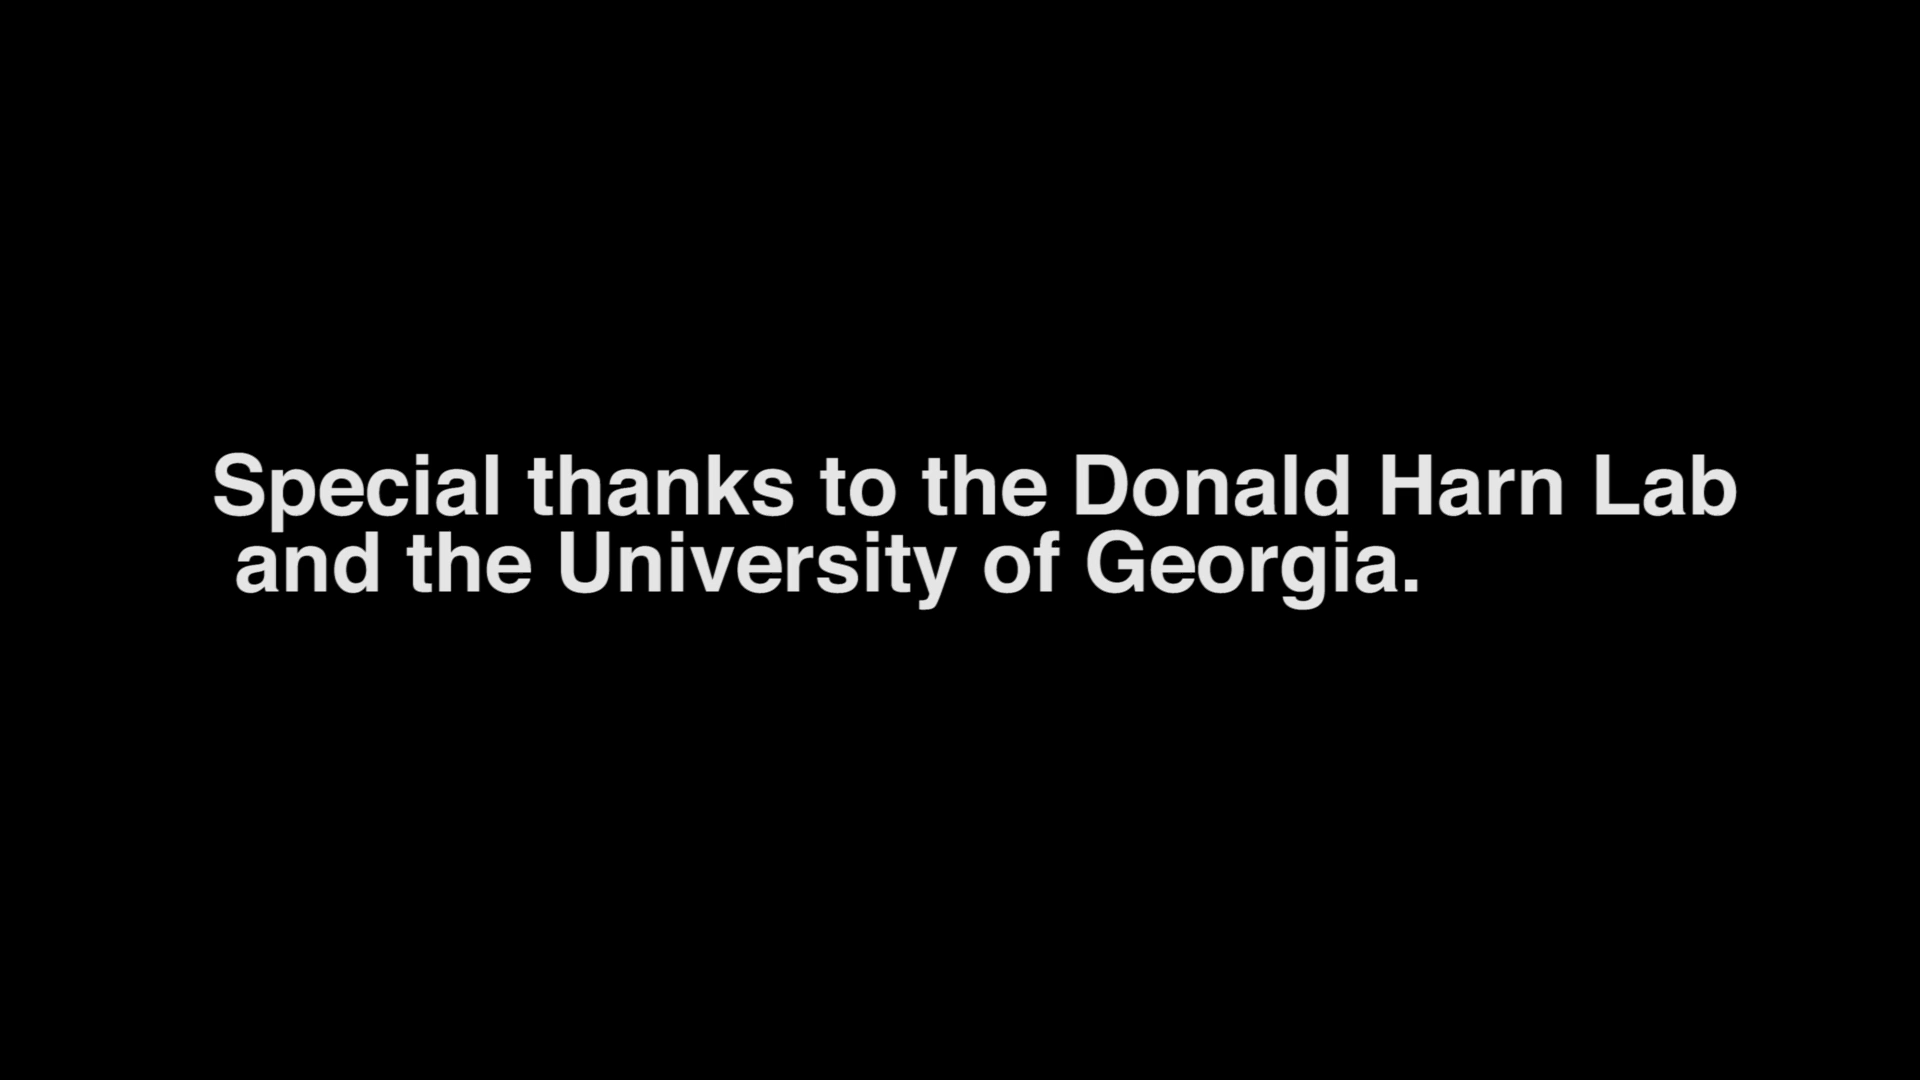 Special thanks to the Donald Harn Lab
and the University of Georgia.